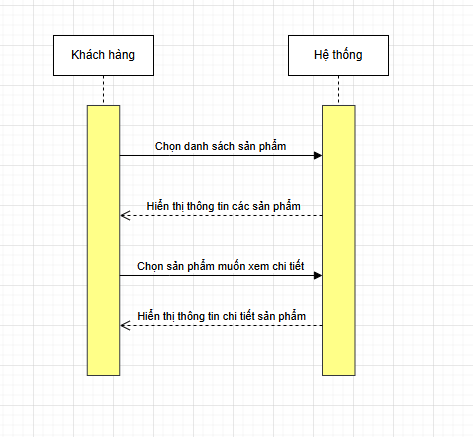 Khách hàng
Hệ thống
Chọn danh sách sản phẩm
Hiển thị thông tin các sản phẩm
Chọn sản phẩm muốn xem chi tiết
Hiển thị thông tin chi tiết sản phẩm